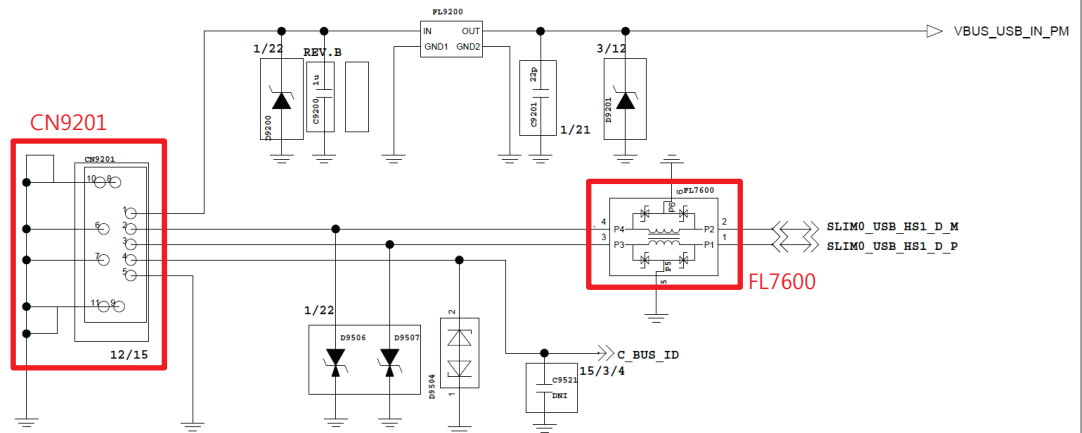 FL9200
IN OUT
GND1 GND2
VBUS_USB_IN_PM
1/22
REV.B
D9200
C9200 1u
C9201 22p
1/21
3/12
D9201
CN9201
CN9201
10 8
1
6 2
3
7 4
5
11 9
12/15
FL7600
6
P6
4 P4 P2 2
3 P3 P1 1
P5
5
SLIM0_USB_HS1_D_M
SLIM0_USB_HS1_D_P
FL7600
1/22
D9506 D9507
2
D9504
1
C_BUS_ID
15/3/4
C9521
DNI